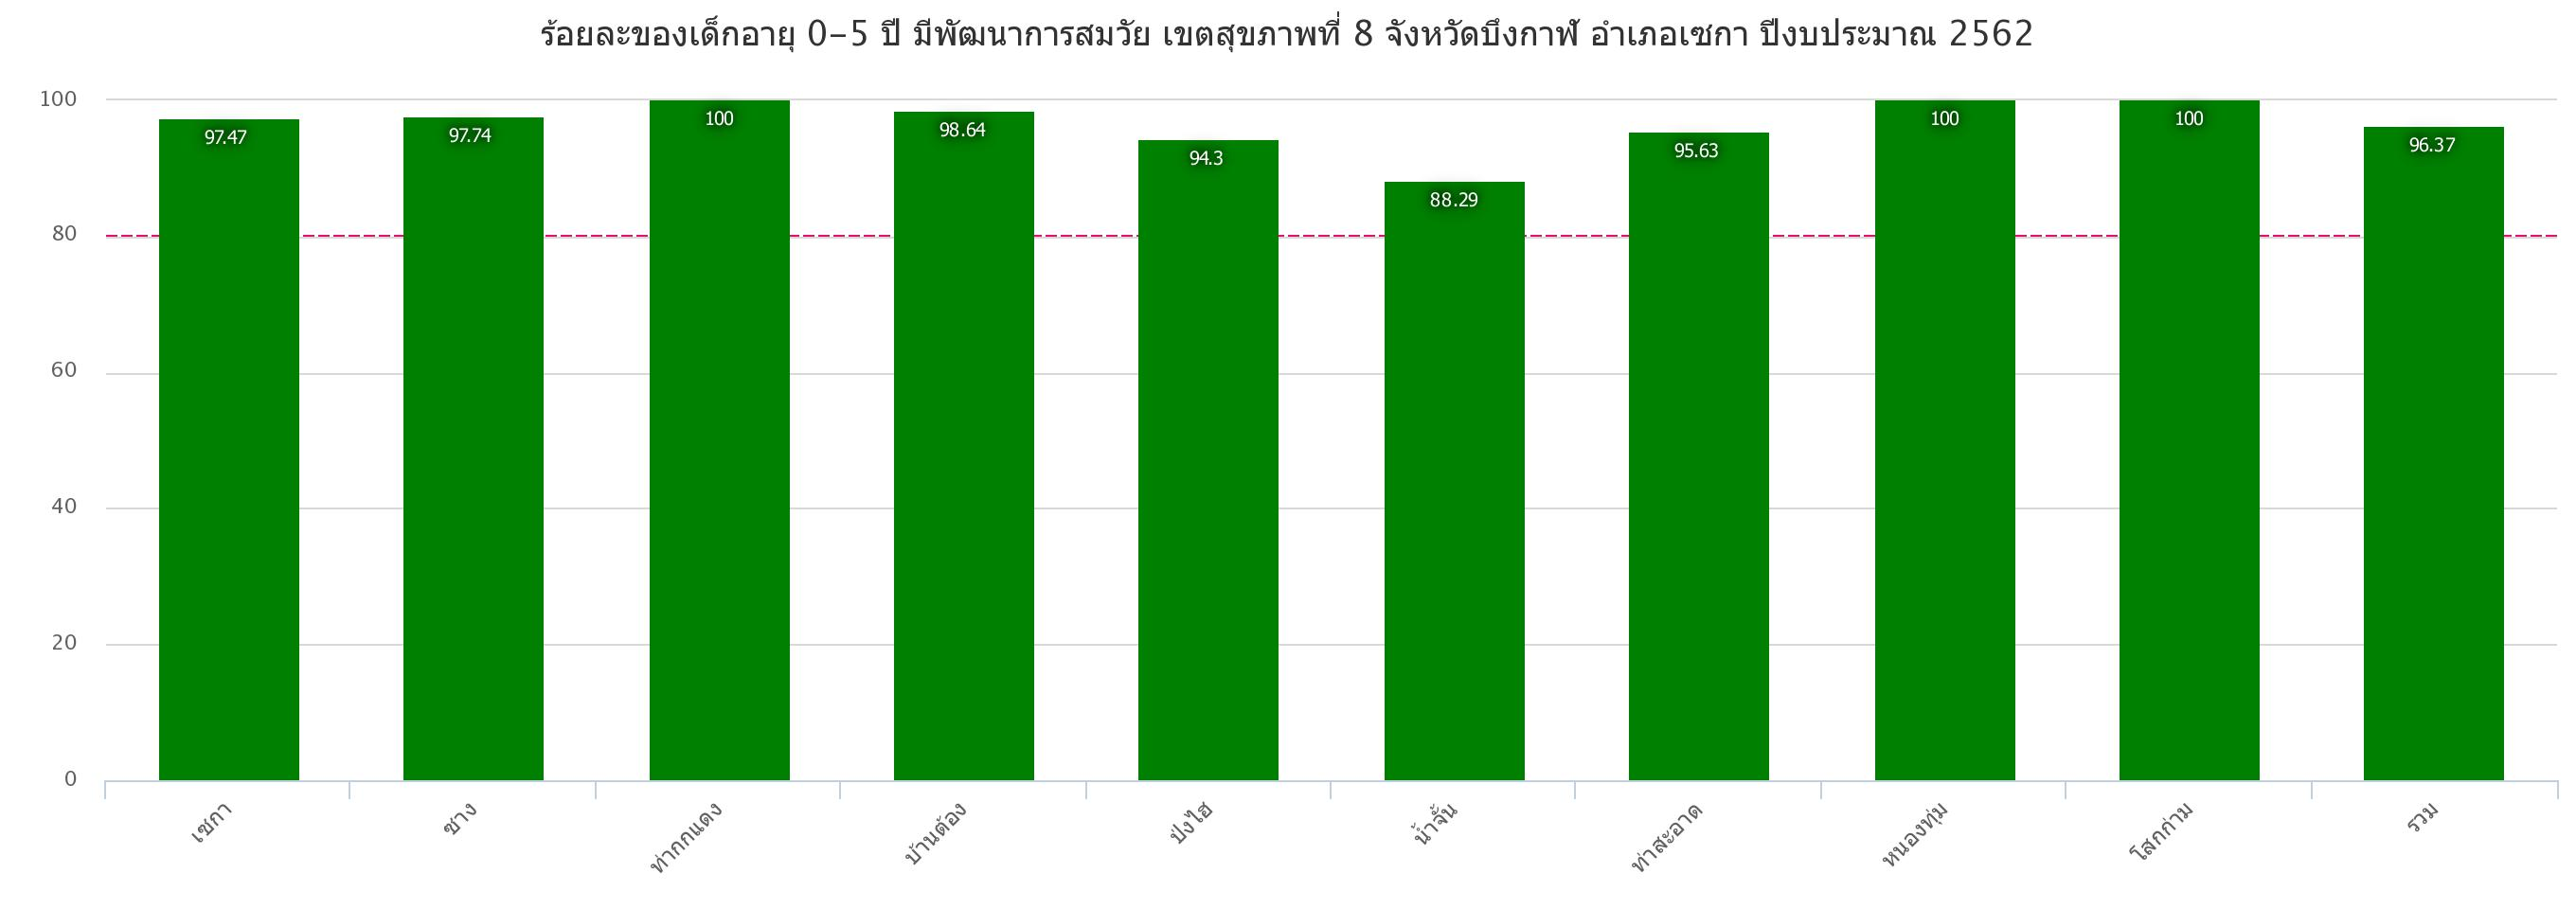 ร้อยละของเด็กอายุ 0-5 ปี มีพัฒนาการสมวัย เขตสุขภาพที่ 8 จังหวัดบึงกาฬ อำเภอเซกา ปีงบประมาณ 2562
100
80
60
40
20
0
97.47
97.74
100
98.64
94.3
88.29
95.63
100
100
96.37
เซกา
ซาง
ท่ากกแดง
บ้านต้อง
ป่งไฮ
น้ำจั้น
ท่าสะอาด
หนองทุ่ม
โสกก่าม
รวม